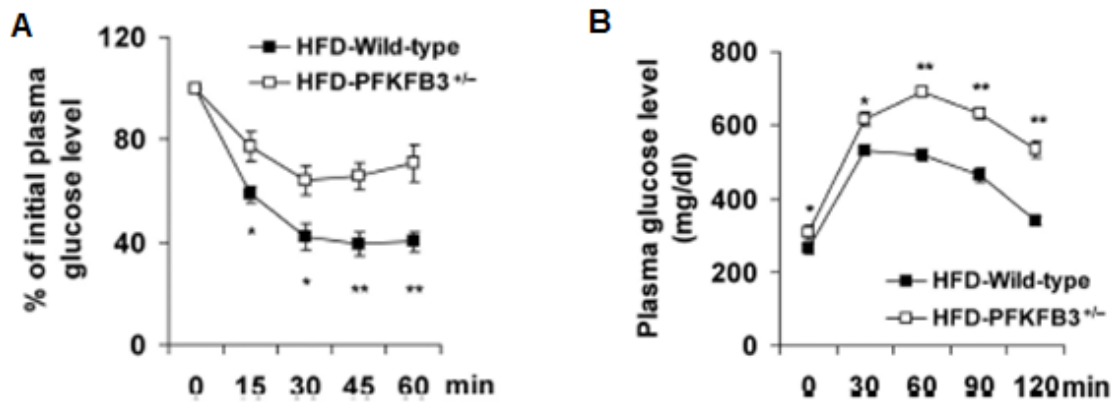 A
% of initial plasma
glucose level
120
80
40
0
HFD-Wild-type
HFD-PFKFB3+/–
*
*
**
**
0 15 30 45 60 min
B
Plasma glucose level
(mg/dl)
800
600
400
200
0
*
*
**
**
**
HFD-Wild-type
HFD-PFKFB3+/–
0 30 60 90 120 min